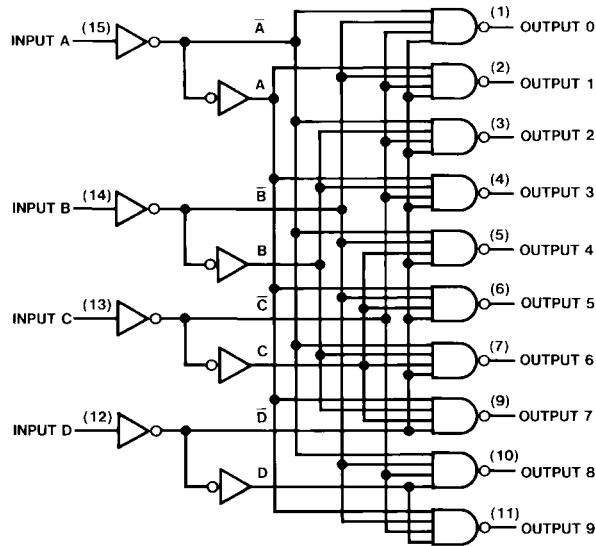 (1)
OUTPUT 0
INPUT A (15) A̅
(2)
OUTPUT 1
A
(3)
OUTPUT 2
(4)
OUTPUT 3
INPUT B (14) B̅
(5)
OUTPUT 4
B
(6)
OUTPUT 5
INPUT C (13) C̅
(7)
OUTPUT 6
C
(9)
OUTPUT 7
INPUT D (12) D̅
(10)
OUTPUT 8
D
(11)
OUTPUT 9